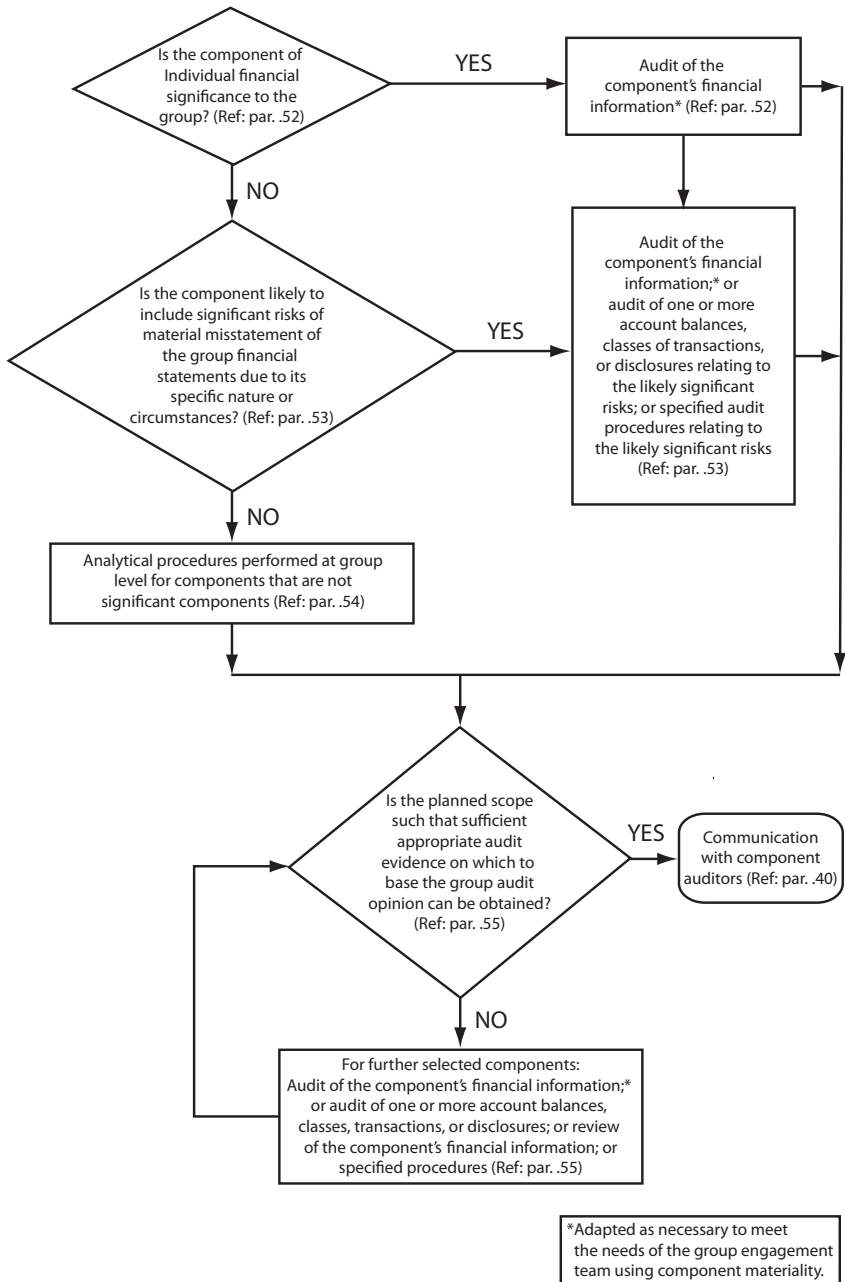 Is the component of
Individual financial
significance to the
group? (Ref: par. .52)
YES
Audit of the
component's financial
information* (Ref: par. .52)
NO
Is the component likely to
include significant risks of
material misstatement of
the group financial
statements due to its
specific nature or
circumstances? (Ref: par. .53)
YES
Audit of the
component's financial
information;* or
audit of one or more
account balances,
classes of transactions,
or disclosures relating to
the likely significant
risks; or specified audit
procedures relating to
the likely significant risks
(Ref: par. .53)
NO
Analytical procedures performed at group
level for components that are not
significant components (Ref: par. .54)
Is the planned scope
such that sufficient
appropriate audit
evidence on which to
base the group audit
opinion can be obtained?
(Ref: par. .55)
YES
Communication
with component
auditors (Ref: par. .40)
NO
For further selected components:
Audit of the component's financial information;*
or audit of one or more account balances,
classes, transactions, or disclosures; or review
of the component's financial information; or
specified procedures (Ref: par. .55)
*Adapted as necessary to meet
the needs of the group engagement
team using component materiality.